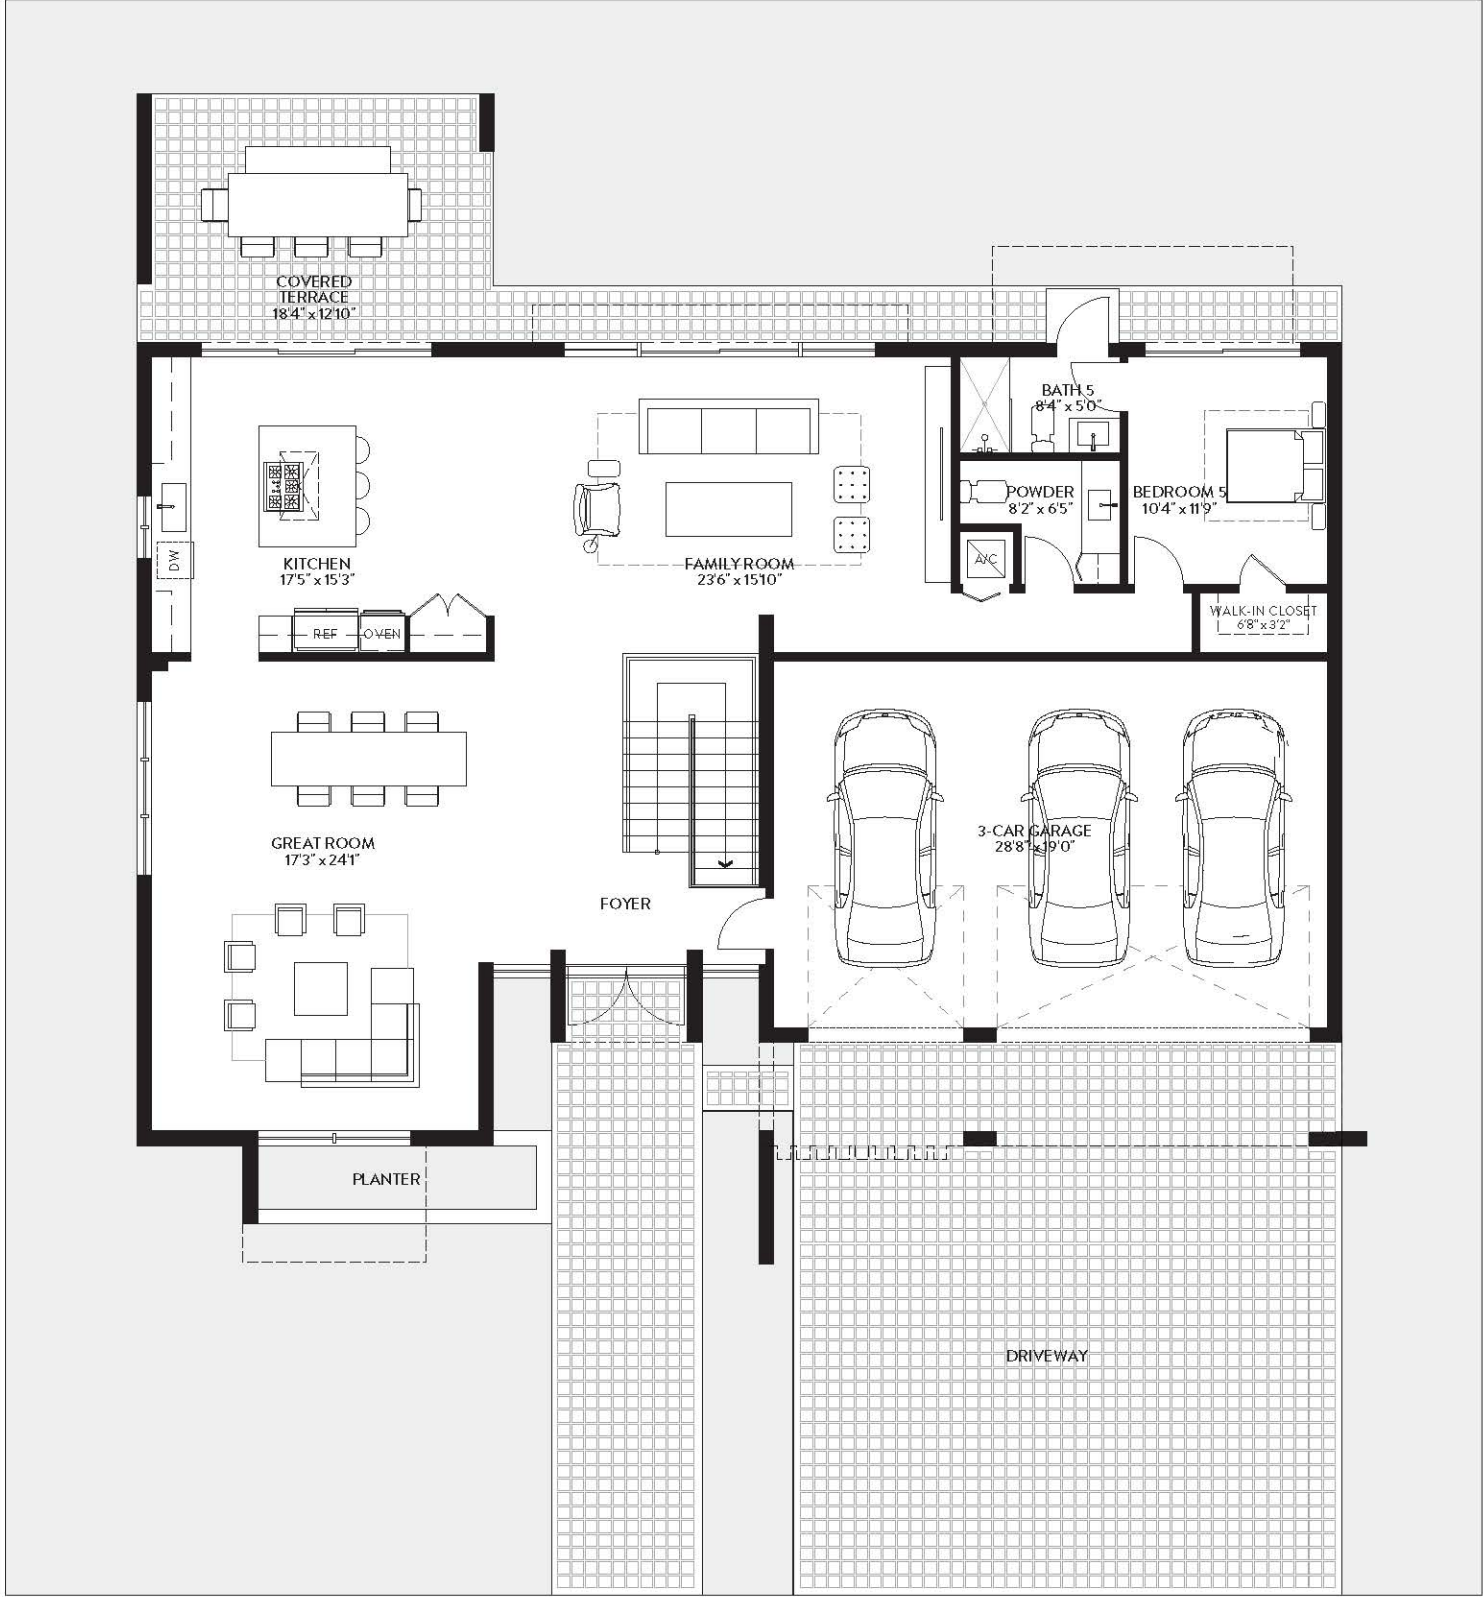 COVERED
TERRACE
18'4" x 12'10"
BATH 5
8'4" x 5'0"
POWDER
8'2" x 6'5"
BEDROOM 5
10'4" x 11'9"
A/C
DW
KITCHEN
17'5" x 15'3"
FAMILY ROOM
23'6" x 15'10"
REF
OVEN
WALK-IN CLOSET
6'8" x 3'2"
GREAT ROOM
17'3" x 24'1"
3-CAR GARAGE
28'8" x 19'0"
FOYER
PLANTER
DRIVEWAY